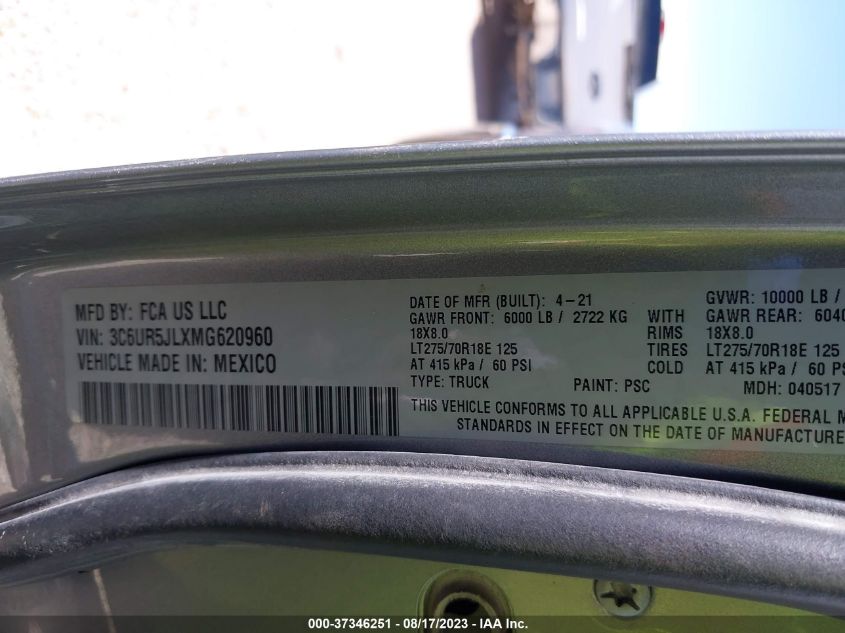 MFD BY: FCA US LLC
VIN: 3C6UR5JLXMG620960
VEHICLE MADE IN: MEXICO
DATE OF MFR (BUILT): 4-21
GAWR FRONT: 6000 LB / 2722 KG
18X8.0
LT275/70R18E 125
AT 415 kPa / 60 PSI
TYPE: TRUCK
WITH
RIMS
TIRES
COLD
GVWR: 10000 LB /
GAWR REAR: 6040
18X8.0
LT275/70R18E 125
AT 415 kPa / 60 PS
PAINT: PSC
MDH: 040517
THIS VEHICLE CONFORMS TO ALL APPLICABLE U.S.A. FEDERAL M
STANDARDS IN EFFECT ON THE DATE OF MANUFACTURE
000-37346251 - 08/17/2023 - IAA Inc.